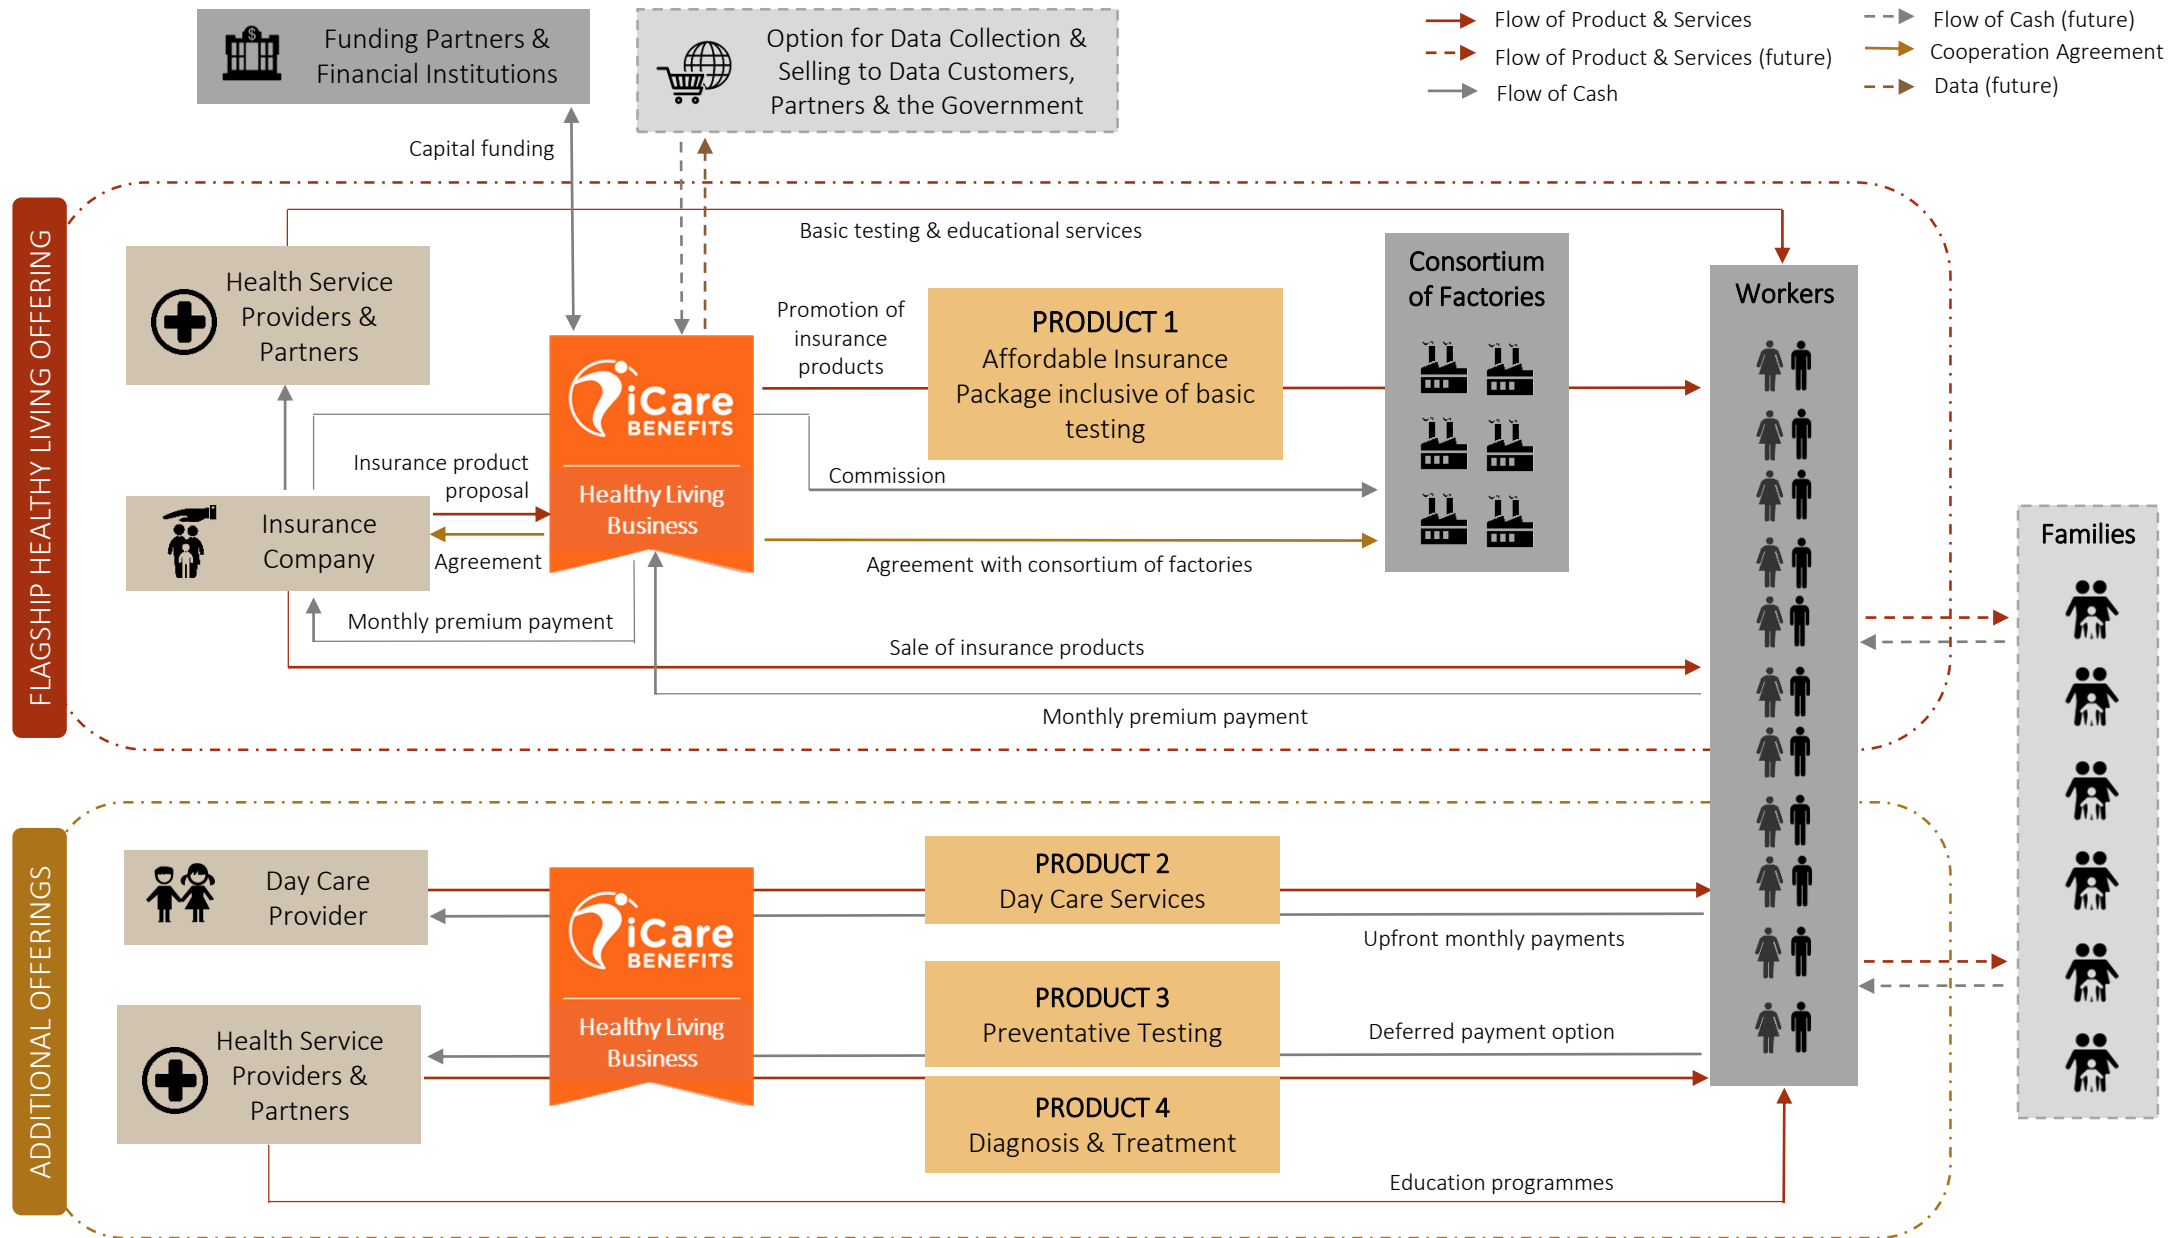 Funding Partners &
Financial Institutions
Option for Data Collection &
Selling to Data Customers,
Partners & the Government
Flow of Product & Services
Flow of Product & Services (future)
Flow of Cash
Flow of Cash (future)
Cooperation Agreement
Data (future)
Capital funding
FLAGSHIP HEALTHY LIVING OFFERING
Basic testing & educational services
Health Service
Providers &
Partners
Promotion of
insurance
products
PRODUCT 1
Affordable Insurance
Package inclusive of basic
testing
Consortium
of Factories
Workers
iCare
BENEFITS
Healthy Living
Business
Insurance product
proposal
Commission
Insurance
Company
Agreement
Agreement with consortium of factories
Families
Monthly premium payment
Sale of insurance products
Monthly premium payment
ADDITIONAL OFFERINGS
Day Care
Provider
iCare
BENEFITS
Healthy Living
Business
PRODUCT 2
Day Care Services
Upfront monthly payments
PRODUCT 3
Preventative Testing
Deferred payment option
Health Service
Providers &
Partners
PRODUCT 4
Diagnosis & Treatment
Education programmes